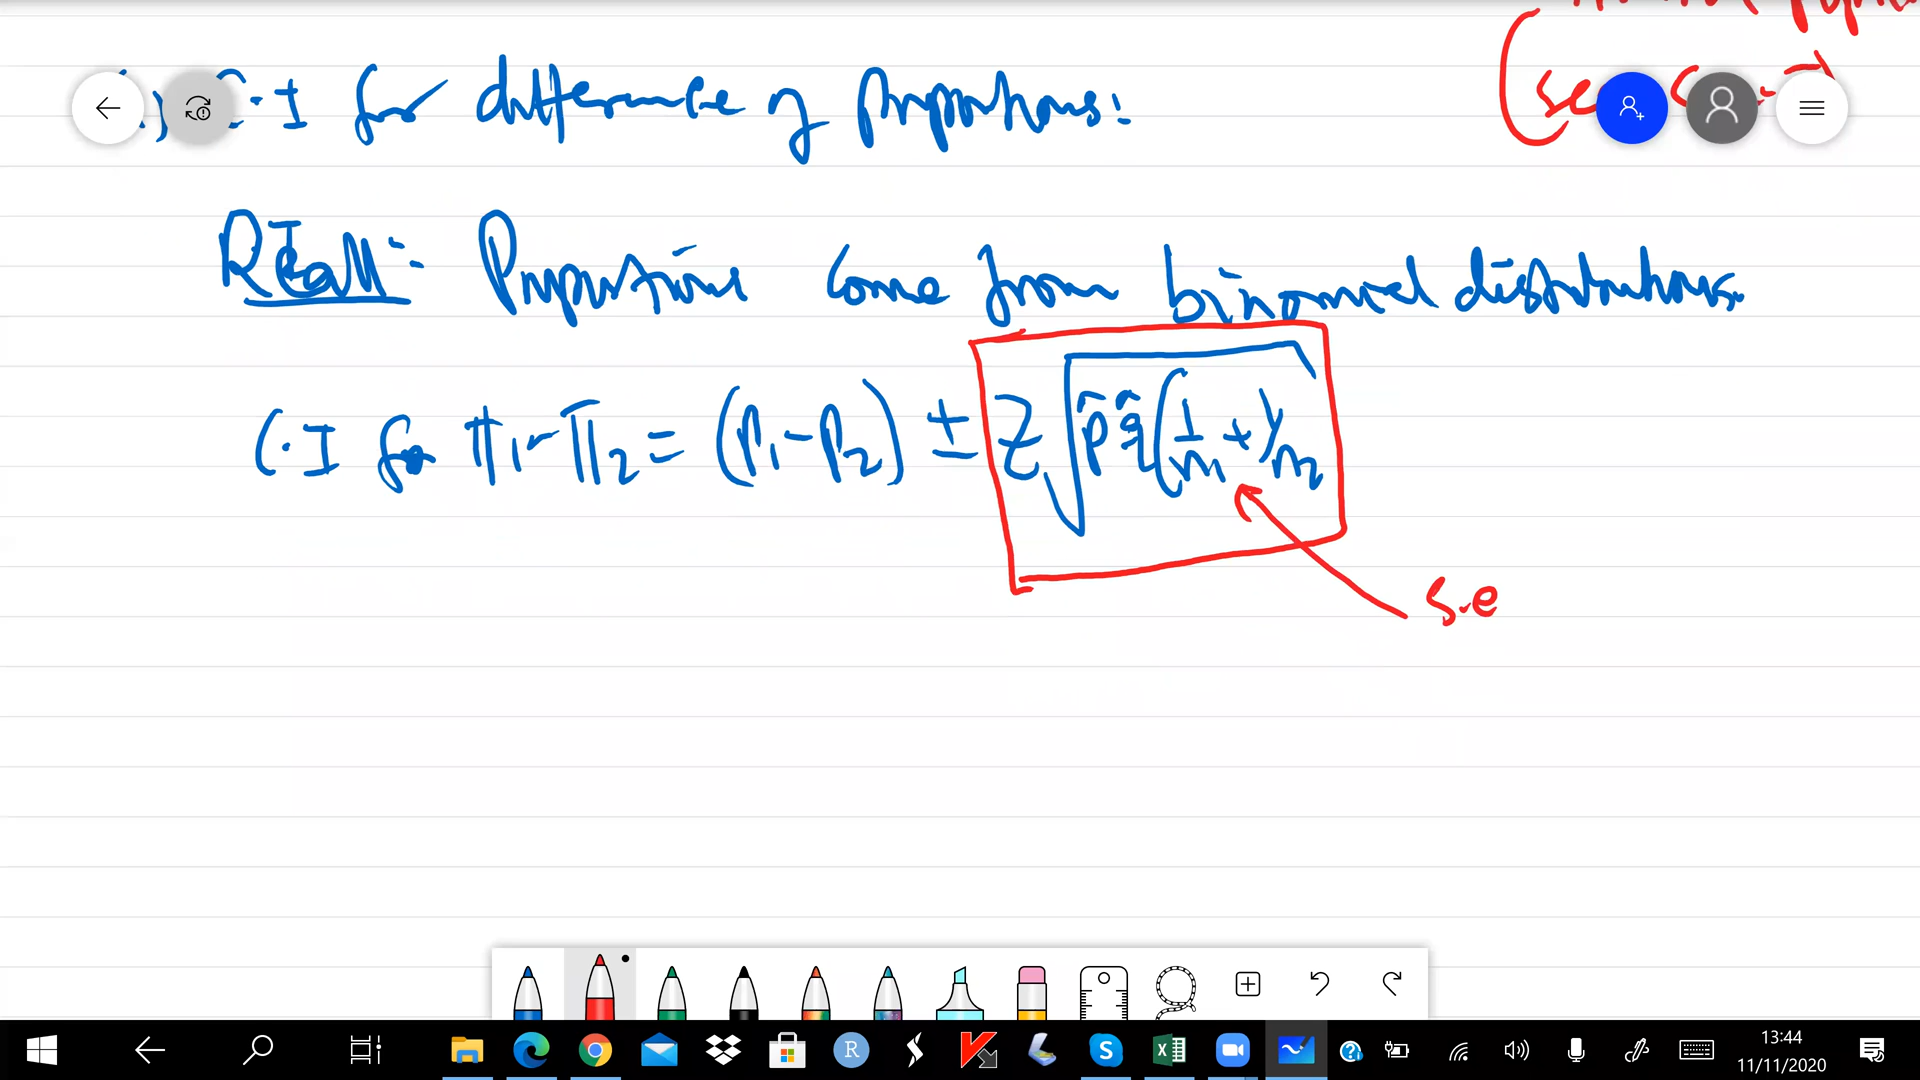 C.I for difference of proportions:
Recall:- Proportions come from binomial distributions.
C.I for π1-π2 = (p1-p2) ± Z√p̂q̂(1/n1 + 1/n2
s.e
13:44
11/11/2020